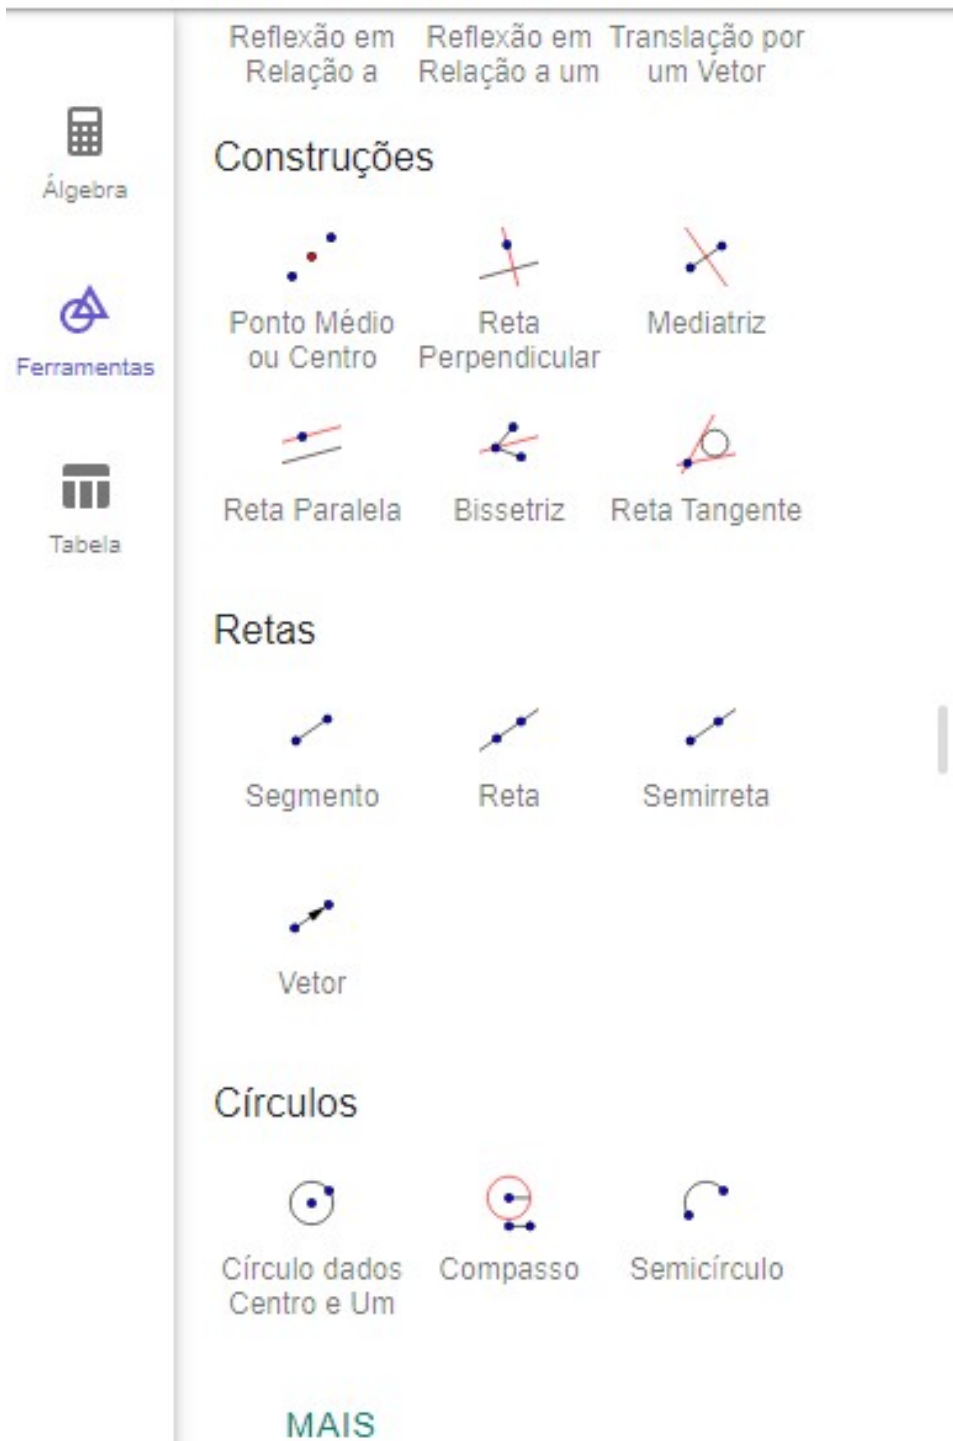 Reflexão em
Relação a
Reflexão em
Relação a um
Translação por
um Vetor
Álgebra
Ferramentas
Tabela
Construções
Ponto Médio
ou Centro
Reta
Perpendicular
Mediatriz
Reta Paralela
Bissetriz
Reta Tangente
Retas
Segmento
Reta
Semirreta
Vetor
Círculos
Círculo dados
Centro e Um
Compasso
Semicírculo
MAIS